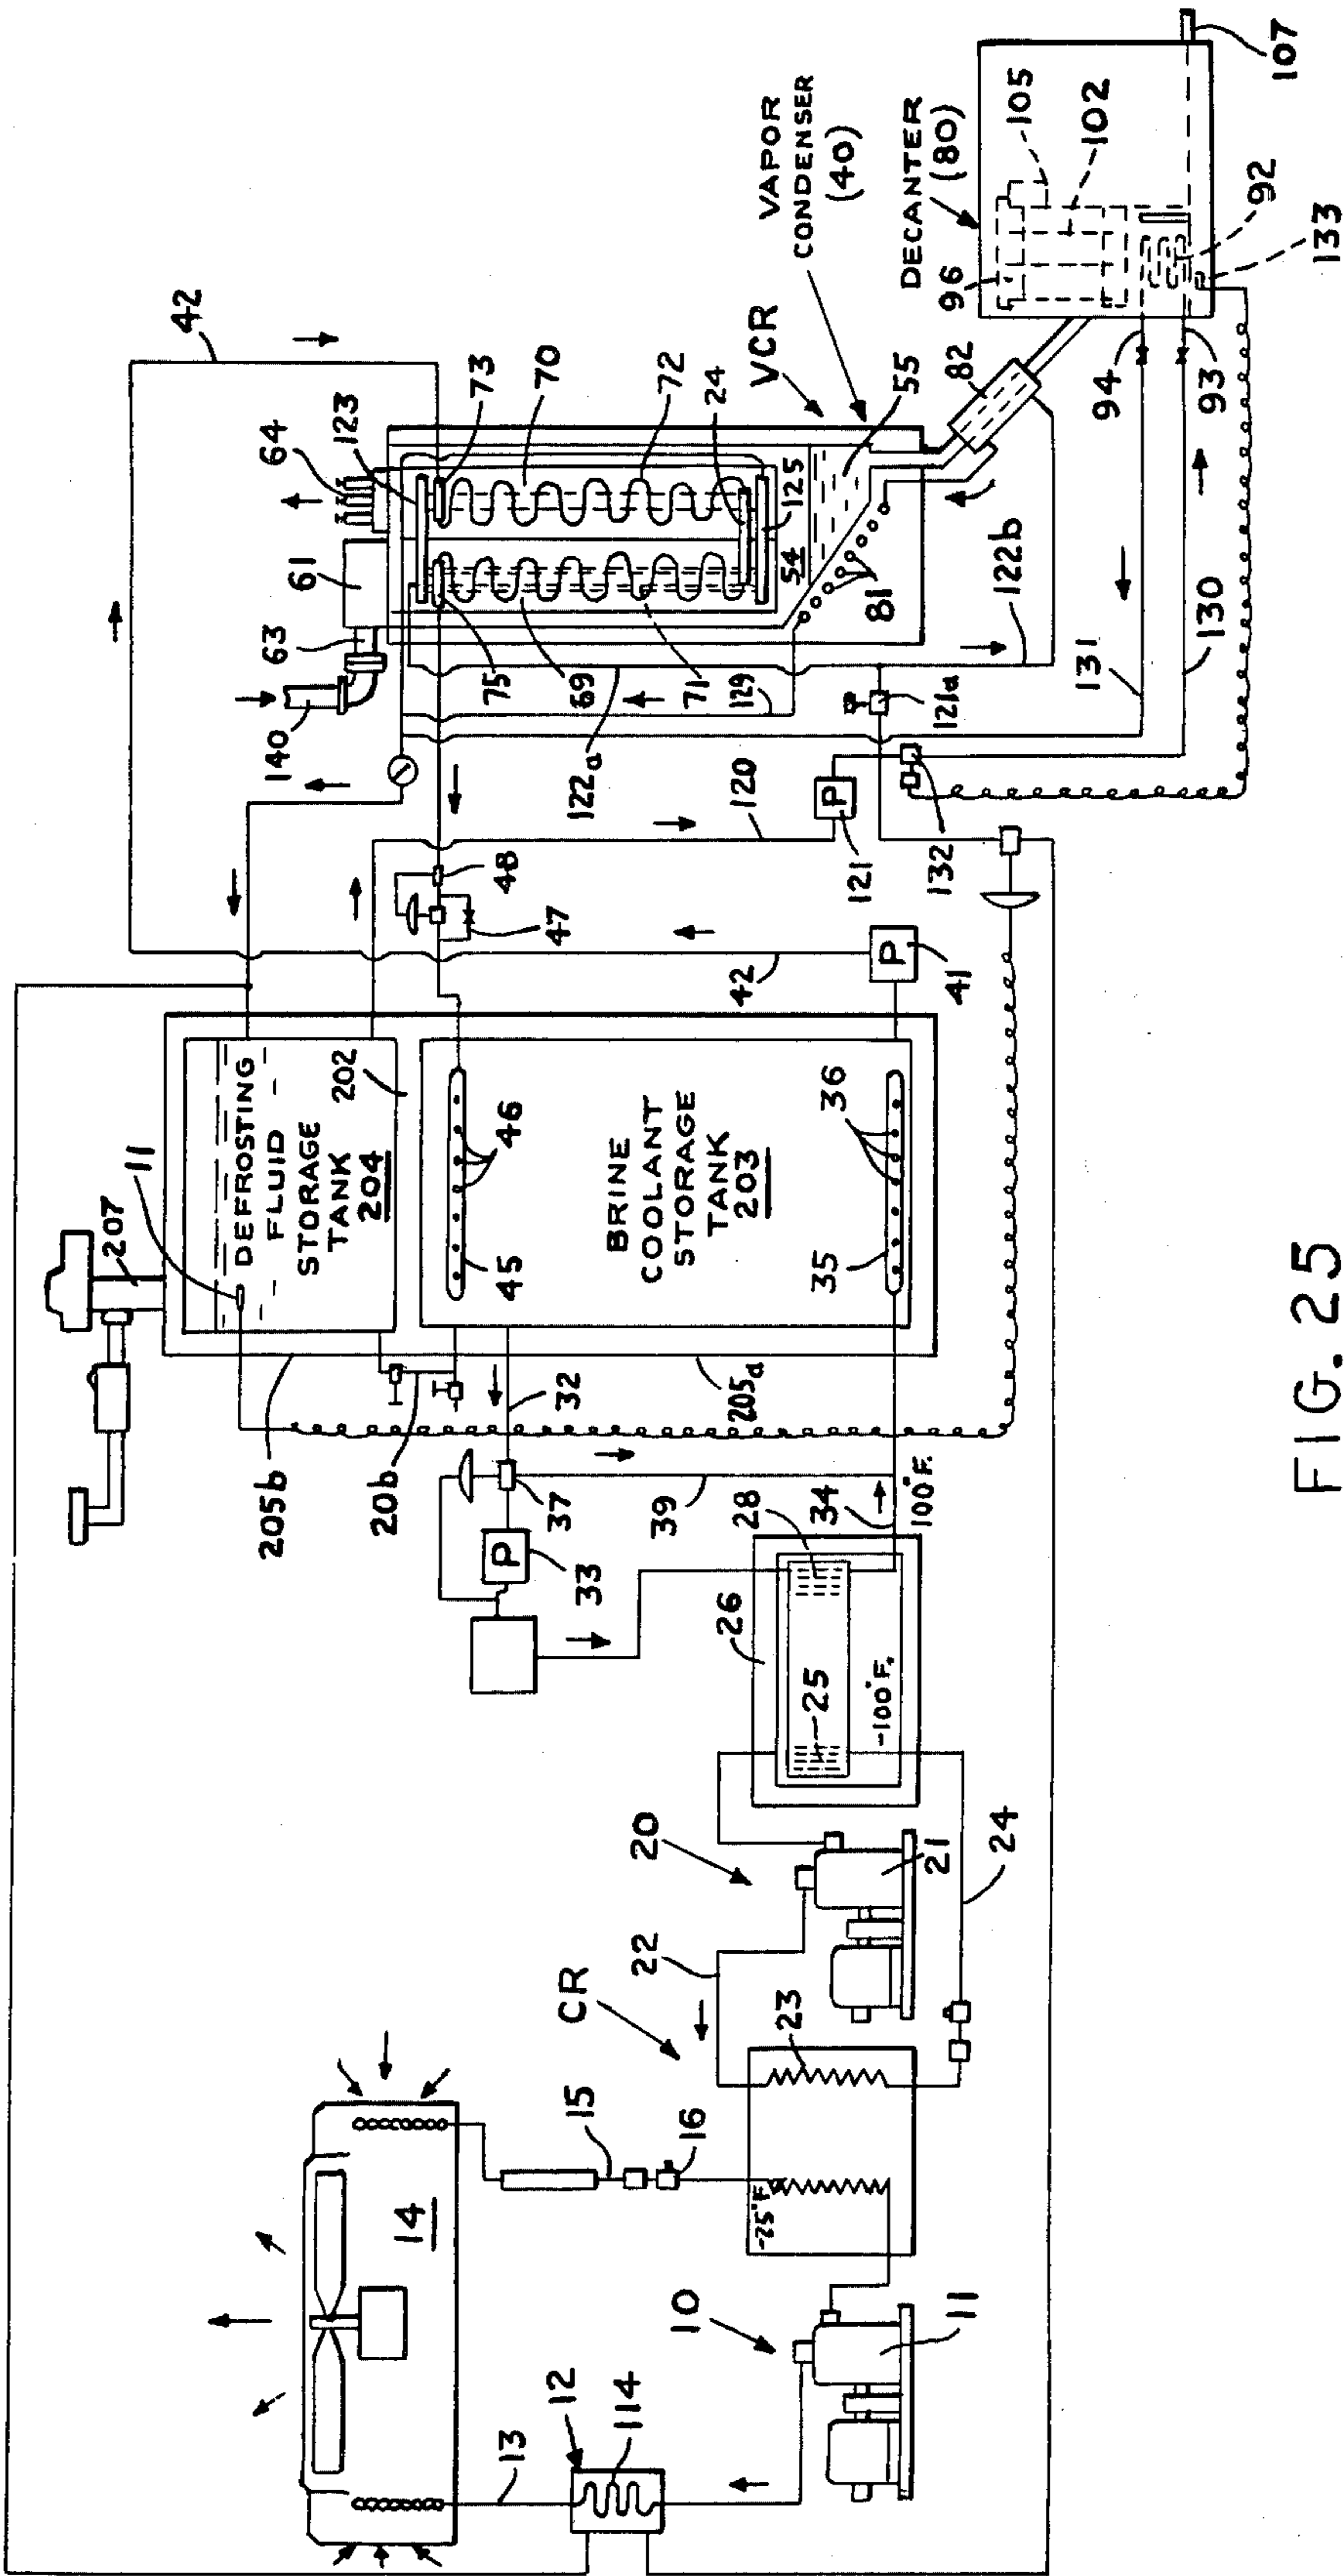 42
64
123
73
70
72
61
63
140
75
69
71
24
125
54
55
81
VCR
VAPOR
CONDENSER
(40)
DECANTER
(80)
96
105
102
92
133
107
94
93
82
122a
129
122b
121a
131
130
132
120
P
121
48
47
42
P
41
11
207
DEFROSTING
FLUID
STORAGE
TANK
204
202
46
45
BRINE
COOLANT
STORAGE
TANK
203
36
35
205b
205a
20b
32
37
39
P
33
34
100°F.
28
26
25
-100°F.
20
21
22
24
CR
23
15
16
-25°F.
14
10
11
12
114
13
FIG. 25